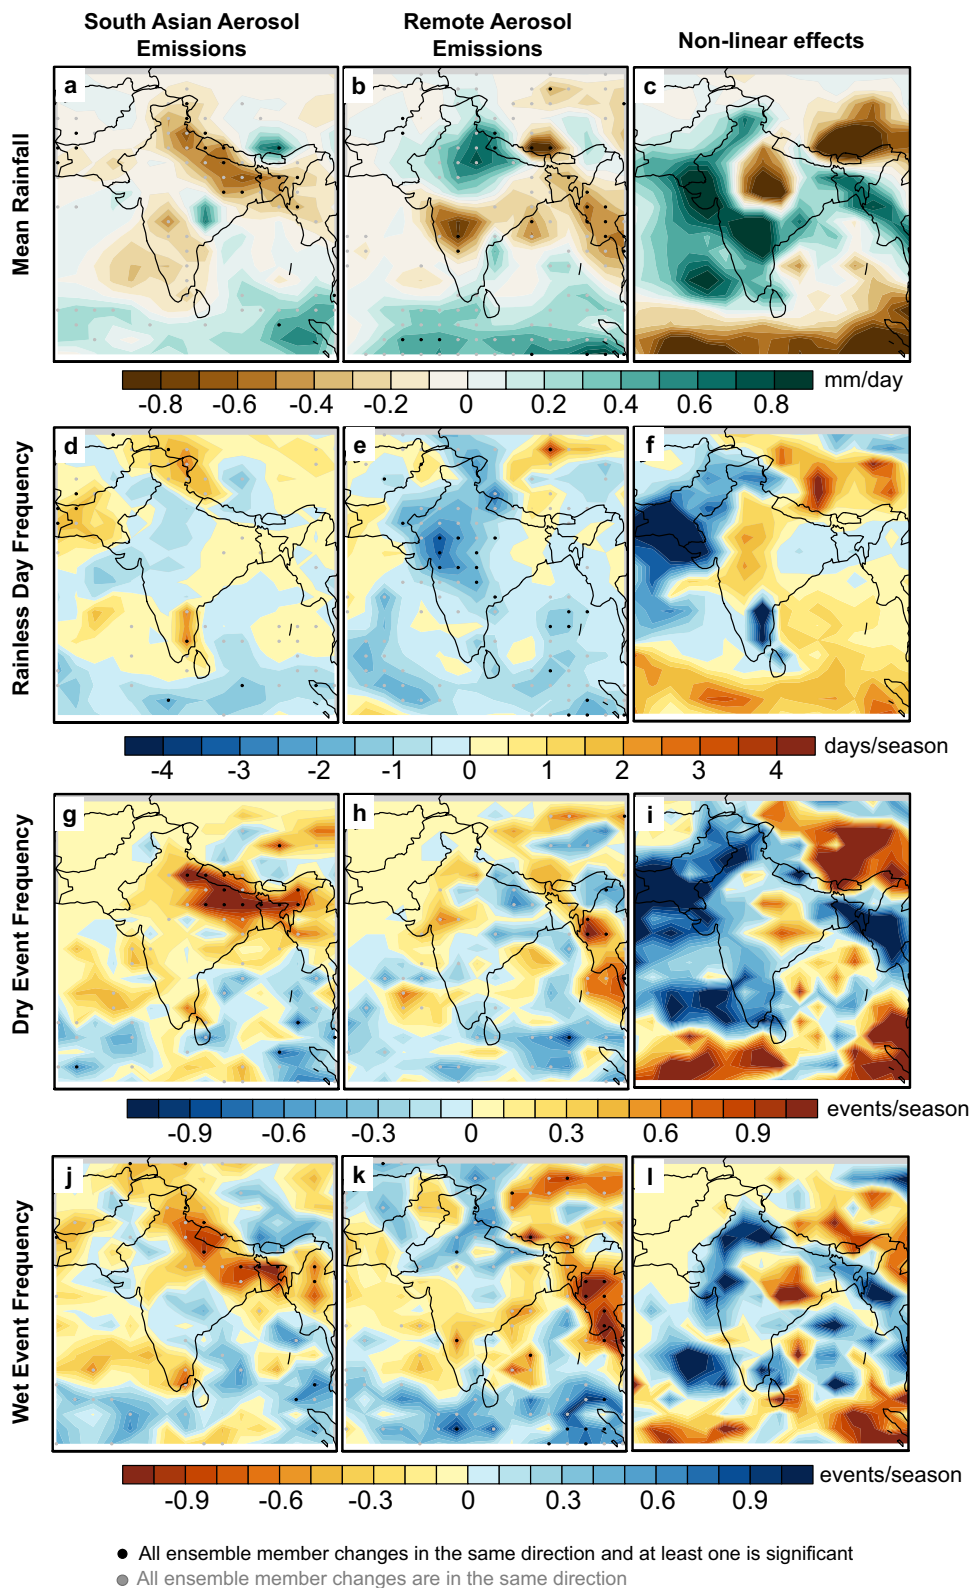 South Asian Aerosol
Emissions
Remote Aerosol
Emissions
Non-linear effects
Mean Rainfall
a
b
c
-0.8 -0.6 -0.4 -0.2 0 0.2 0.4 0.6 0.8 mm/day
Rainless Day Frequency
d
e
f
-4 -3 -2 -1 0 1 2 3 4 days/season
Dry Event Frequency
g
h
i
-0.9 -0.6 -0.3 0 0.3 0.6 0.9 events/season
Wet Event Frequency
j
k
l
-0.9 -0.6 -0.3 0 0.3 0.6 0.9 events/season
All ensemble member changes in the same direction and at least one is significant
All ensemble member changes are in the same direction